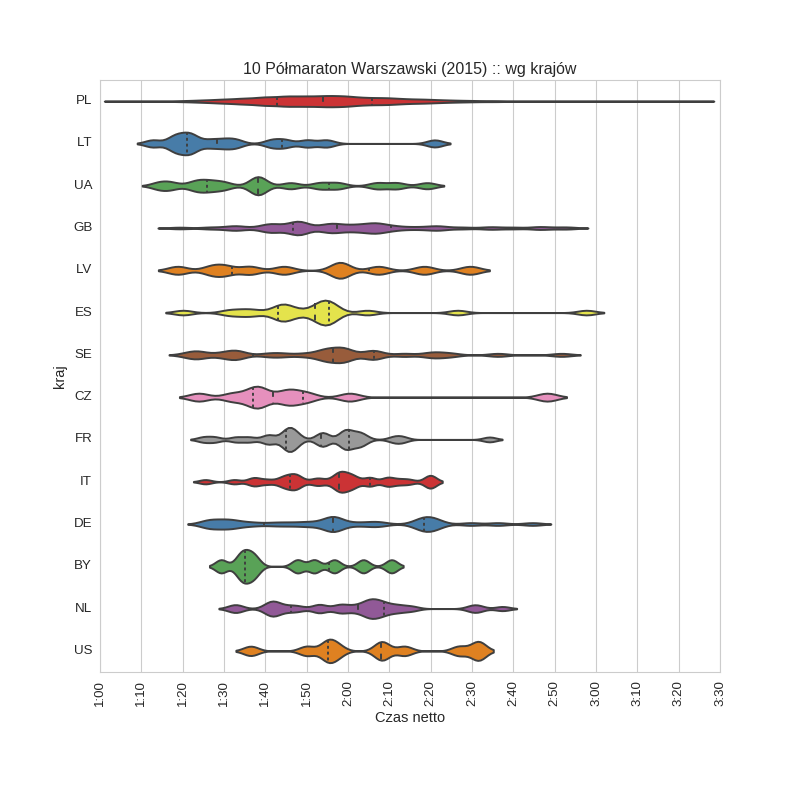 10 Półmaraton Warszawski (2015) :: wg krajów
PL
LT
UA
GB
LV
ES
SE
CZ
FR
IT
DE
BY
NL
US
kraj
1:00 1:10 1:20 1:30 1:40 1:50 2:00 2:10 2:20 2:30 2:40 2:50 3:00 3:10 3:20 3:30
Czas netto